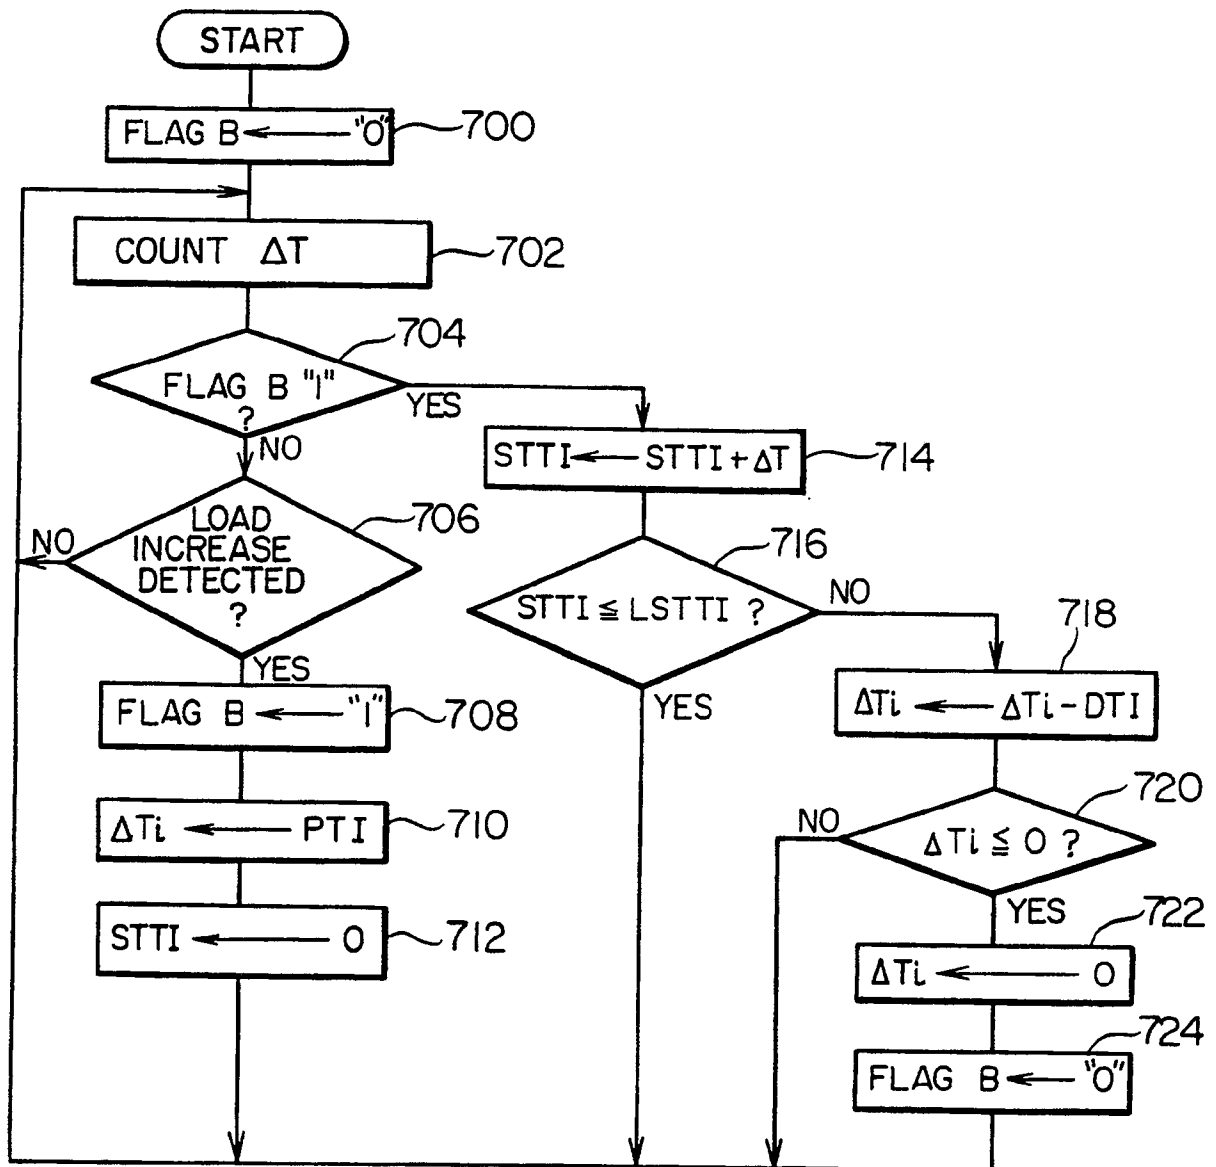 START
FLAG B ← "0"
700
COUNT ΔT
702
704
FLAG B "1"
?
YES
NO
STTI ← STTI + ΔT
714
706
NO
LOAD
INCREASE
DETECTED
?
YES
716
STTI ≦ LSTTI ?
NO
YES
718
ΔTi ← ΔTi - DTI
FLAG B ← "1"
708
ΔTi ← PTI
710
720
NO
ΔTi ≦ 0 ?
YES
STTI ← 0
712
722
ΔTi ← 0
724
FLAG B ← "0"